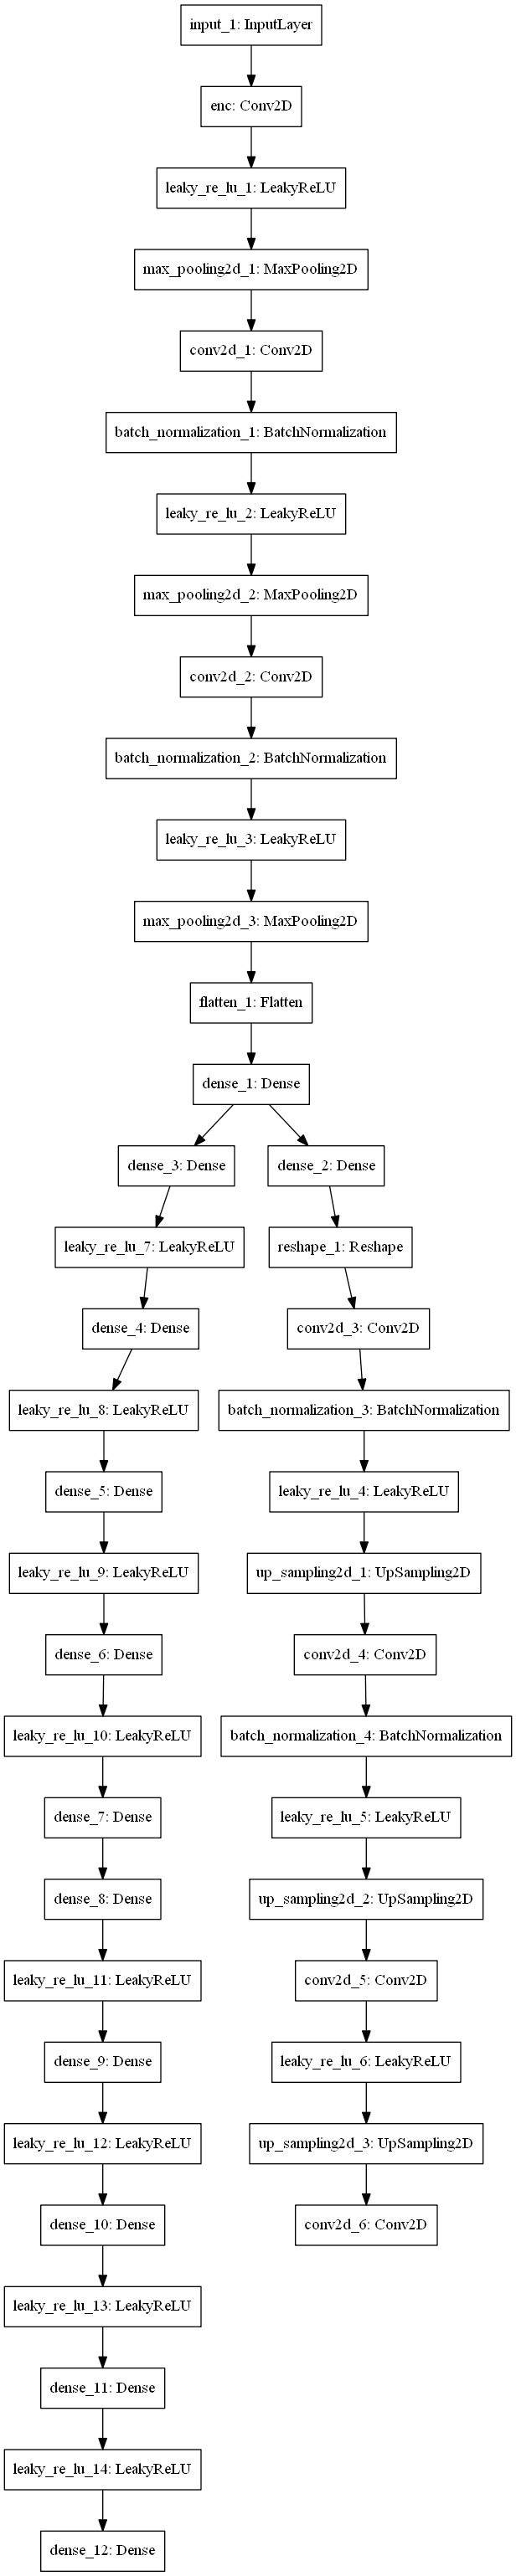 input_1: InputLayer
enc: Conv2D
leaky_re_lu_1: LeakyReLU
max_pooling2d_1: MaxPooling2D
conv2d_1: Conv2D
batch_normalization_1: BatchNormalization
leaky_re_lu_2: LeakyReLU
max_pooling2d_2: MaxPooling2D
conv2d_2: Conv2D
batch_normalization_2: BatchNormalization
leaky_re_lu_3: LeakyReLU
max_pooling2d_3: MaxPooling2D
flatten_1: Flatten
dense_1: Dense
dense_3: Dense
dense_2: Dense
leaky_re_lu_7: LeakyReLU
reshape_1: Reshape
dense_4: Dense
conv2d_3: Conv2D
leaky_re_lu_8: LeakyReLU
batch_normalization_3: BatchNormalization
dense_5: Dense
leaky_re_lu_4: LeakyReLU
leaky_re_lu_9: LeakyReLU
up_sampling2d_1: UpSampling2D
dense_6: Dense
conv2d_4: Conv2D
leaky_re_lu_10: LeakyReLU
batch_normalization_4: BatchNormalization
dense_7: Dense
leaky_re_lu_5: LeakyReLU
dense_8: Dense
up_sampling2d_2: UpSampling2D
leaky_re_lu_11: LeakyReLU
conv2d_5: Conv2D
dense_9: Dense
leaky_re_lu_6: LeakyReLU
leaky_re_lu_12: LeakyReLU
up_sampling2d_3: UpSampling2D
dense_10: Dense
conv2d_6: Conv2D
leaky_re_lu_13: LeakyReLU
dense_11: Dense
leaky_re_lu_14: LeakyReLU
dense_12: Dense